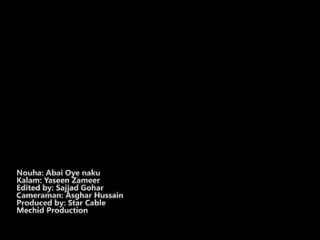 Nouha: Abai Oye naku
Kalam: Yaseen Zameer
Edited by: Sajjad Gohar
Cameraman: Asghar Hussain
Produced by: Star Cable
Mechid Production